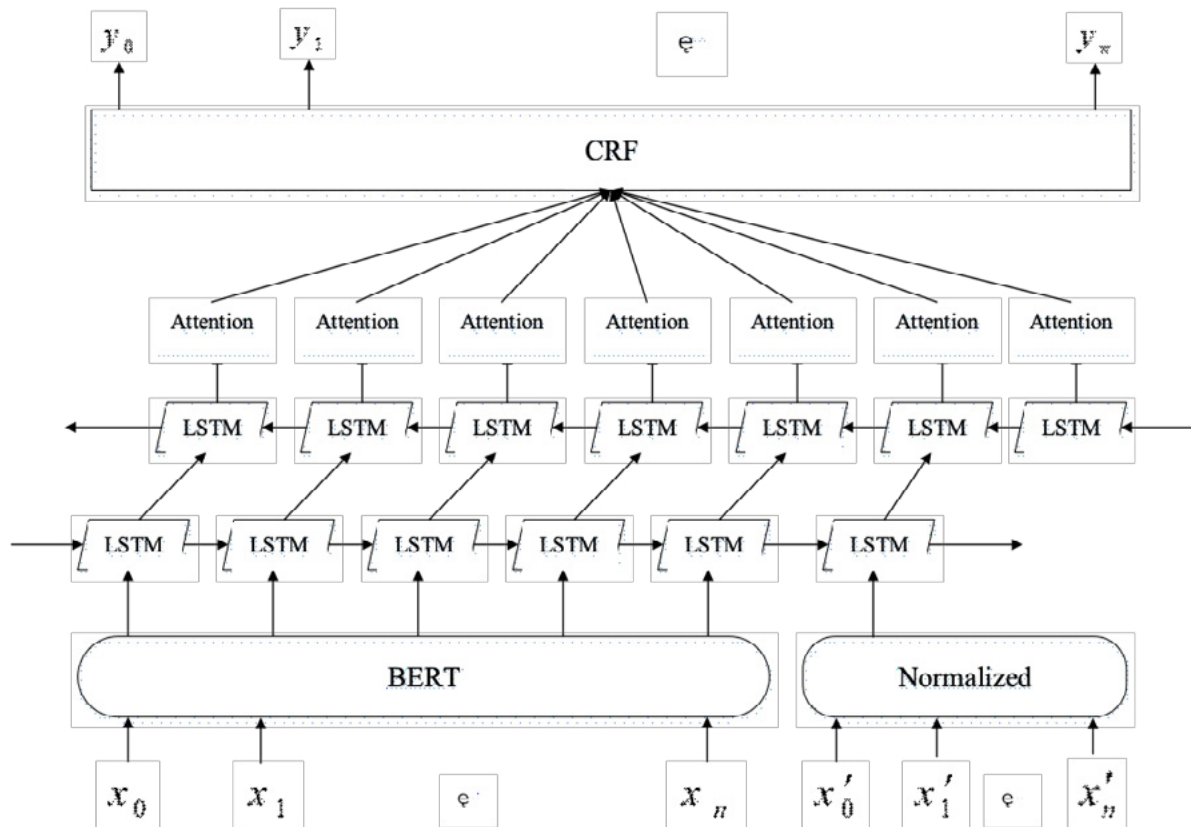 y₀ y₁ yₙ
CRF
Attention Attention Attention Attention Attention Attention Attention
LSTM LSTM LSTM LSTM LSTM LSTM LSTM
LSTM LSTM LSTM LSTM LSTM LSTM
BERT Normalized
x₀ x₁ xₙ x′₀ x′₁ x′ₙ